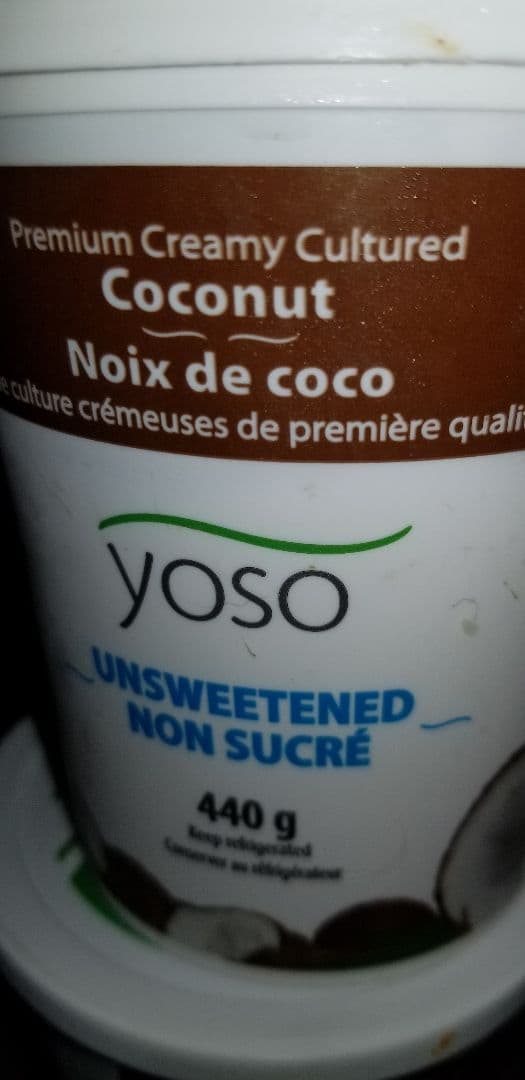 Premium Creamy Cultured
Coconut
Noix de coco
culture crémeuses de première quali
yoso
UNSWEETENED
NON SUCRÉ
440 g
Keep refrigerated
Conserver au réfrigérateur